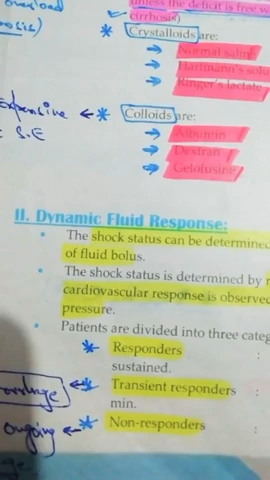 overload
unless the deficit is free w
cirrhosis)
* Crystalloids are:
→ Normal salin
→ Hartmann's solu
→ Ringer's lactate
Expensive ← * Colloids are:
S.E
→ Albumin
→ Dextran
→ Gelofusine
II. Dynamic Fluid Response:
• The shock status can be determined
of fluid bolus.
• The shock status is determined by r
cardiovascular response is observed
pressure.
• Patients are divided into three categ
* Responders :
sustained.
← * Transient responders :
min.
ongoing ← * Non-responders :